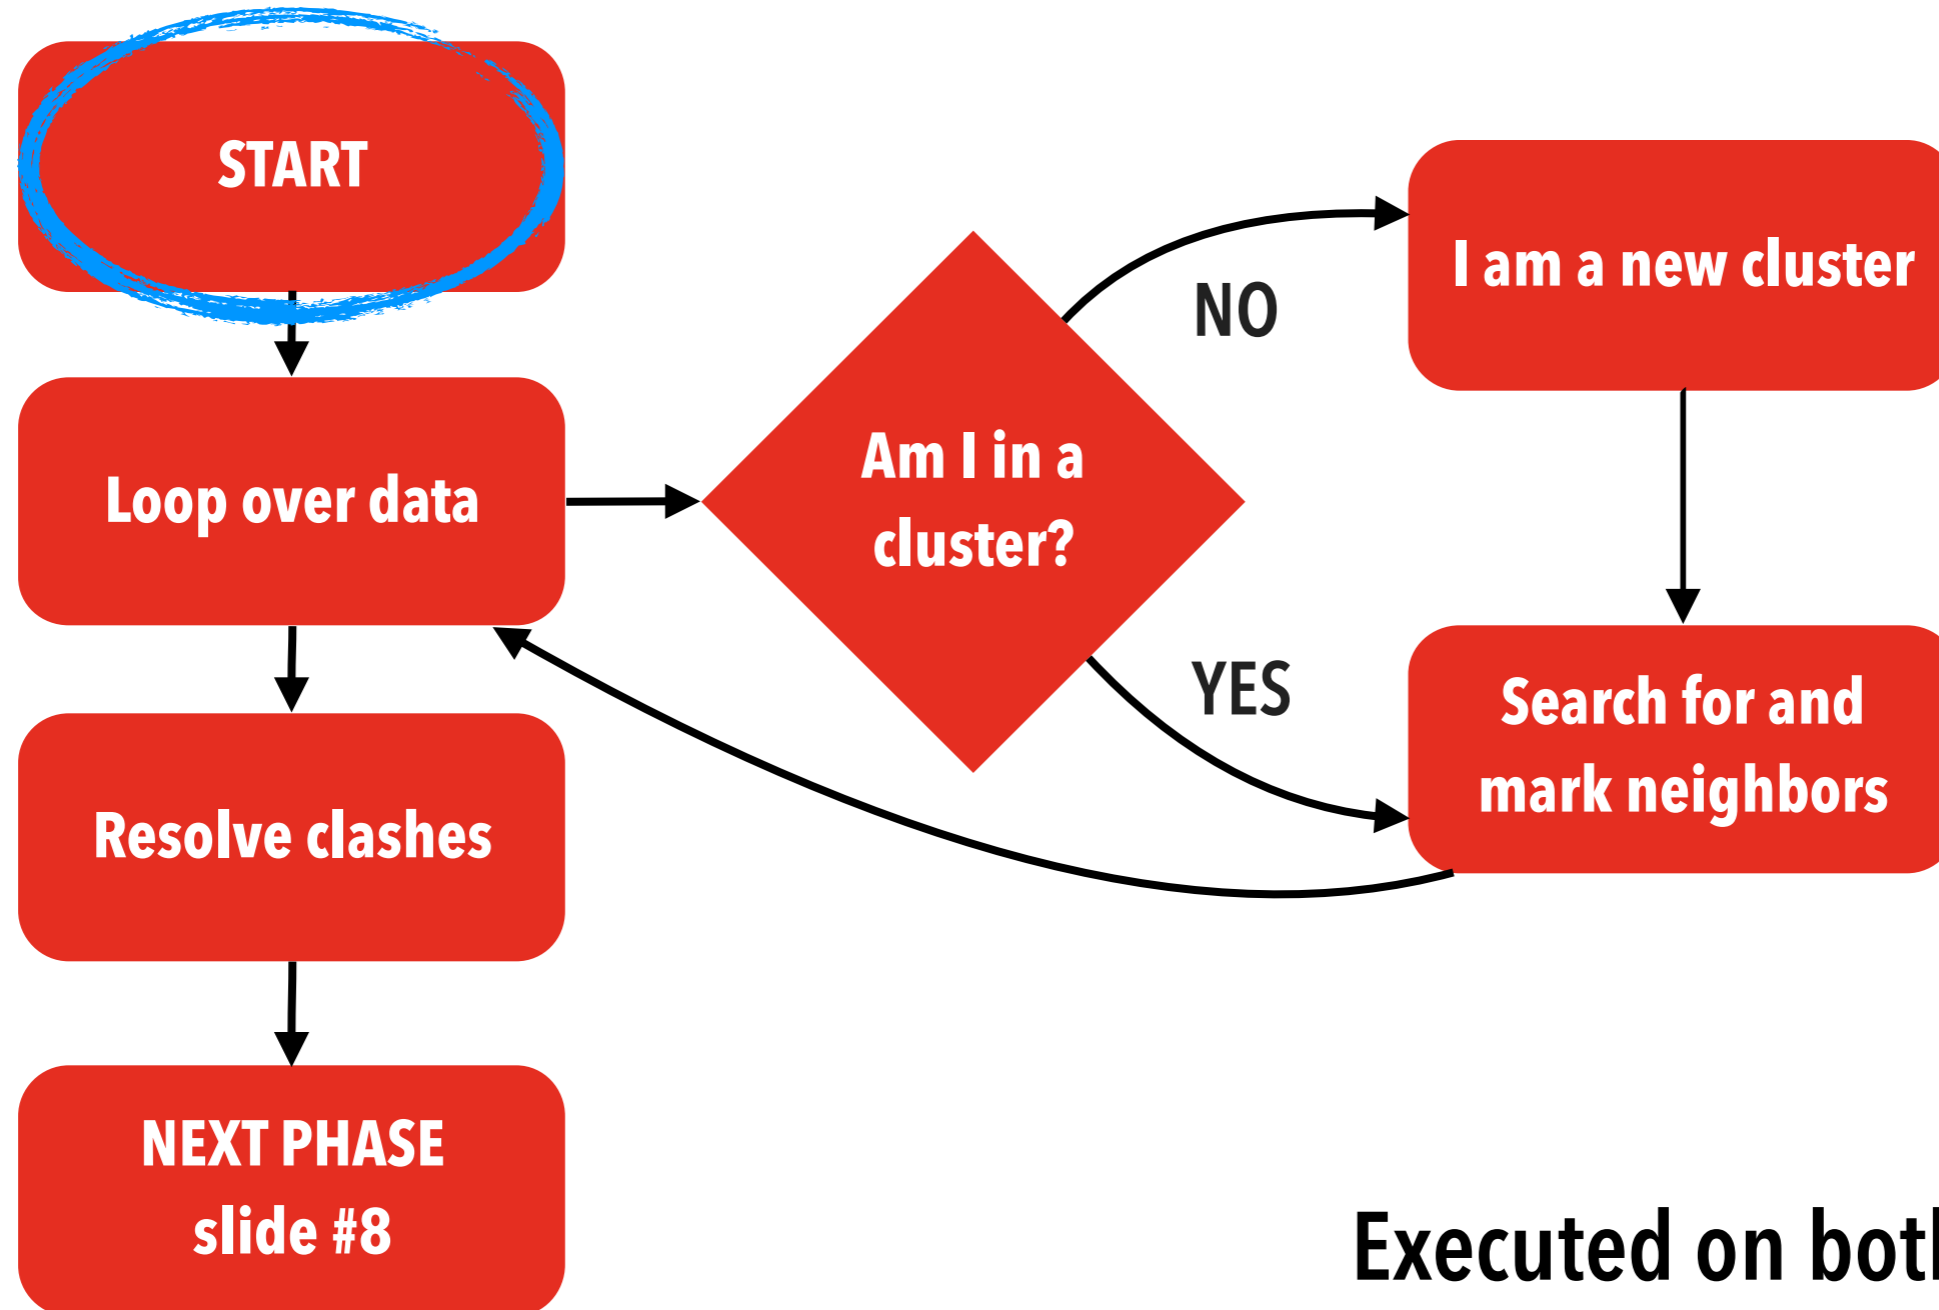 START
Loop over data
Resolve clashes
NEXT PHASE
slide #8
Am I in a
cluster?
NO
YES
I am a new cluster
Search for and
mark neighbors
Executed on